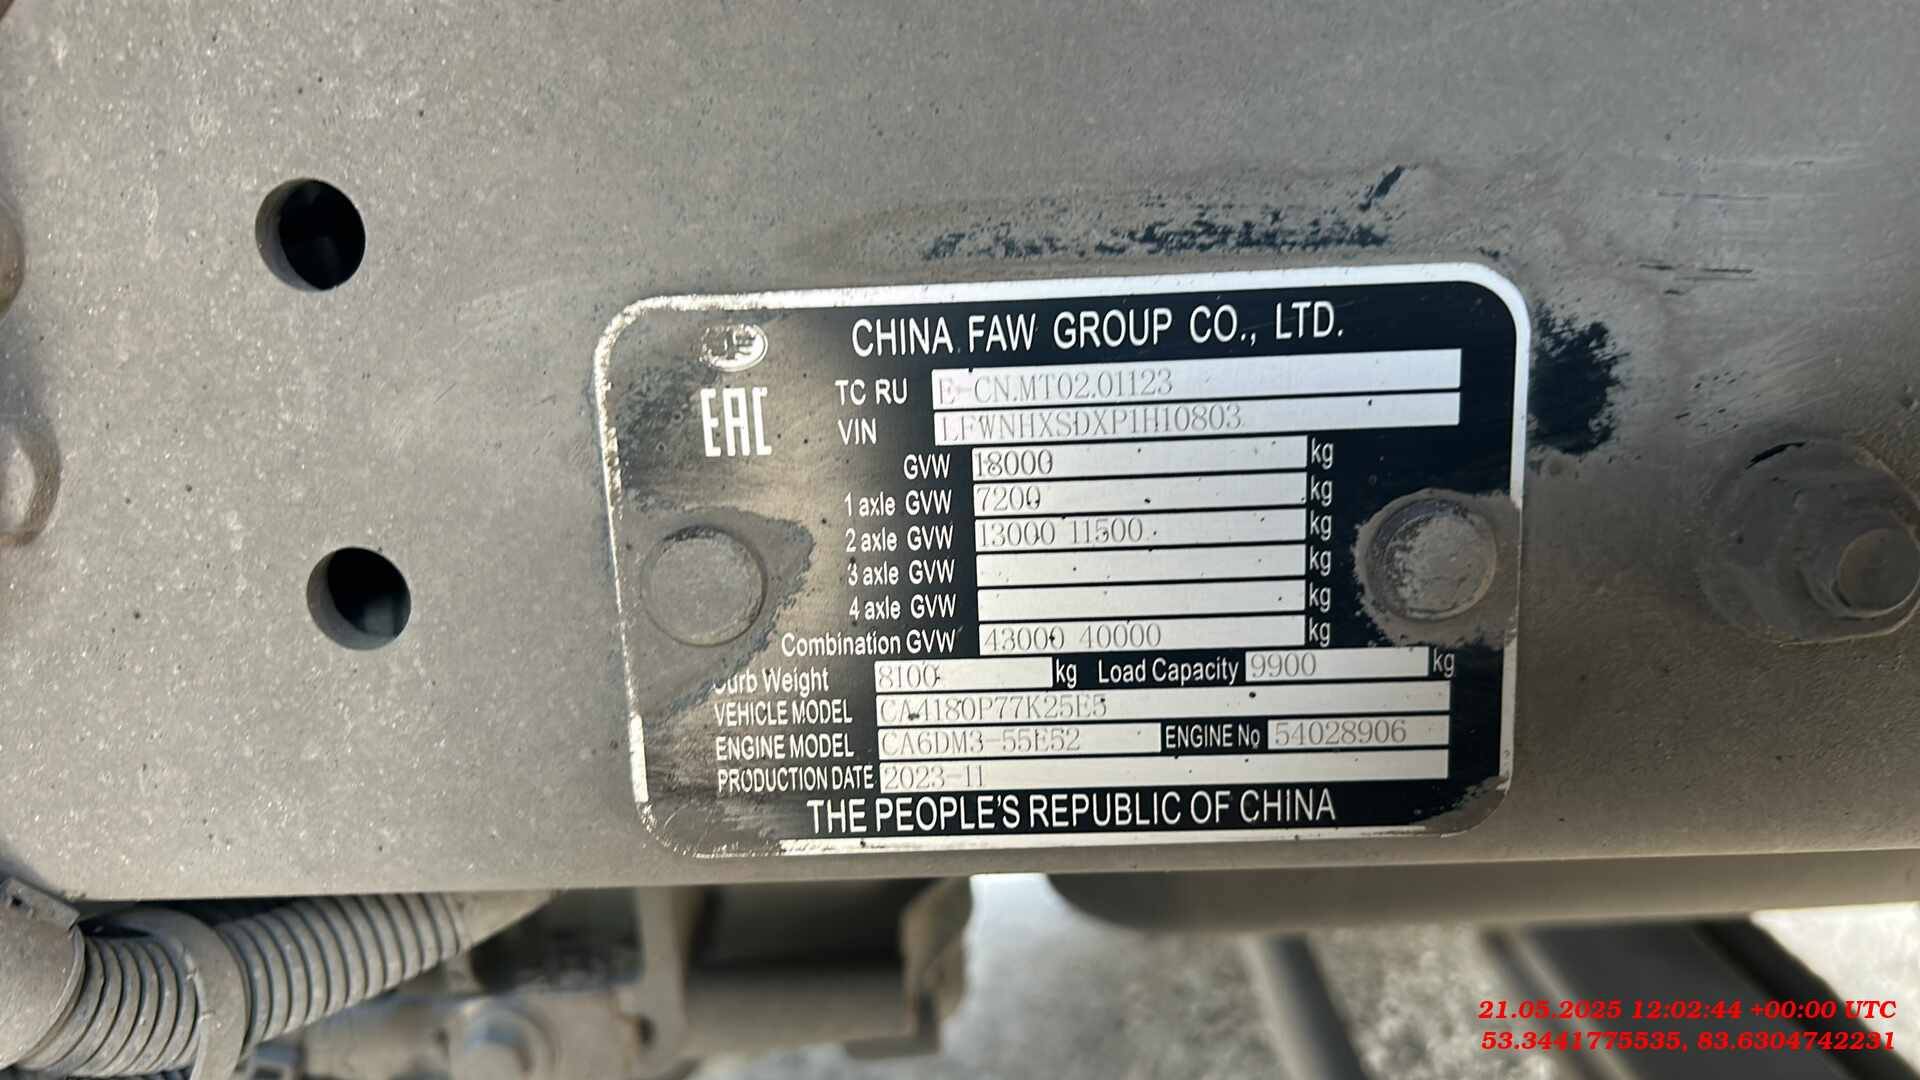 CHINA FAW GROUP CO., LTD.
EAC
TC RU E-CN.MT02.01123
VIN LFWNHXSDXP1H10803
GVW 18000 kg
1 axle GVW 7200 kg
2 axle GVW 13000 11500 kg
3 axle GVW kg
4 axle GVW kg
Combination GVW 43000 40000 kg
Curb Weight 8100 kg Load Capacity 9900 kg
VEHICLE MODEL CA4180P77K25E5
ENGINE MODEL CA6DM3-55E52 ENGINE No 54028906
PRODUCTION DATE 2023-11
THE PEOPLE'S REPUBLIC OF CHINA
21.05.2025 12:02:44 +00:00 UTC
53.3441775535, 83.6304742231